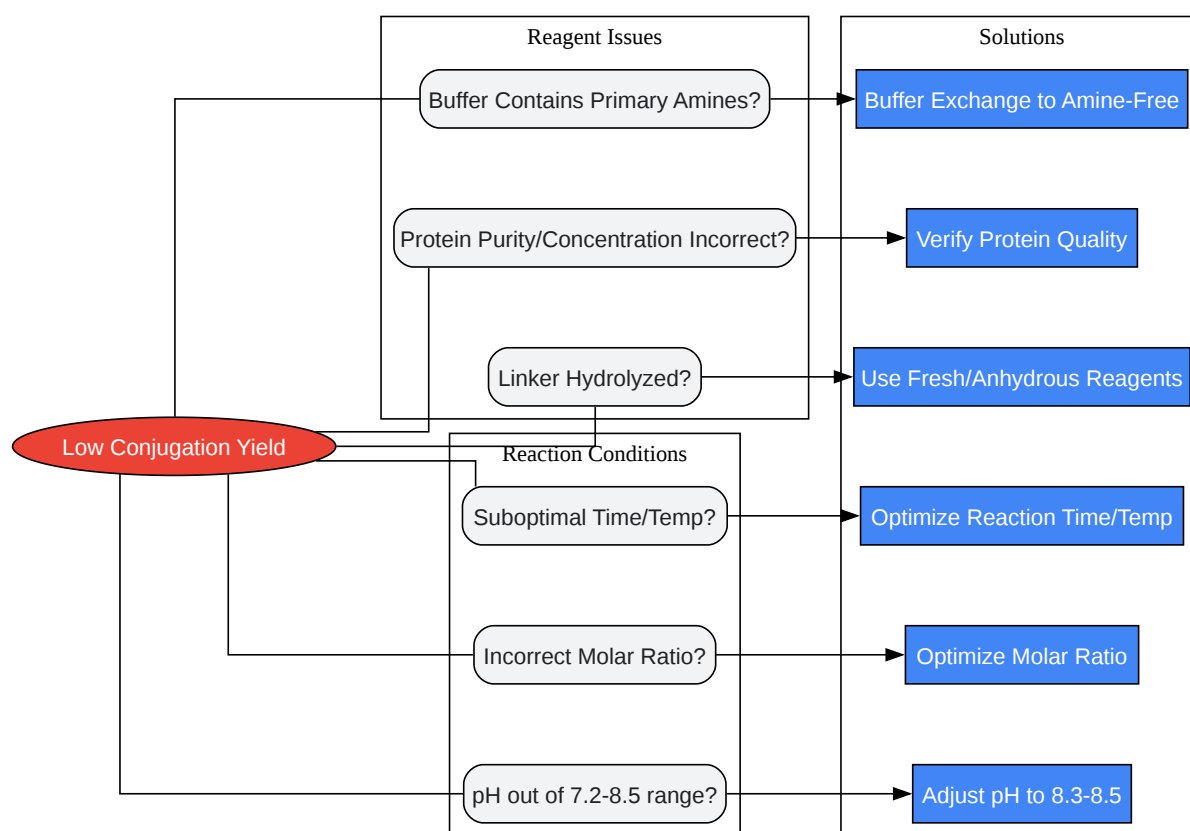 Reagent Issues
Solutions
Buffer Contains Primary Amines?
Buffer Exchange to Amine-Free
Protein Purity/Concentration Incorrect?
Verify Protein Quality
Linker Hydrolyzed?
Use Fresh/Anhydrous Reagents
Low Conjugation Yield
Reaction Conditions
Suboptimal Time/Temp?
Optimize Reaction Time/Temp
Incorrect Molar Ratio?
Optimize Molar Ratio
pH out of 7.2-8.5 range?
Adjust pH to 8.3-8.5